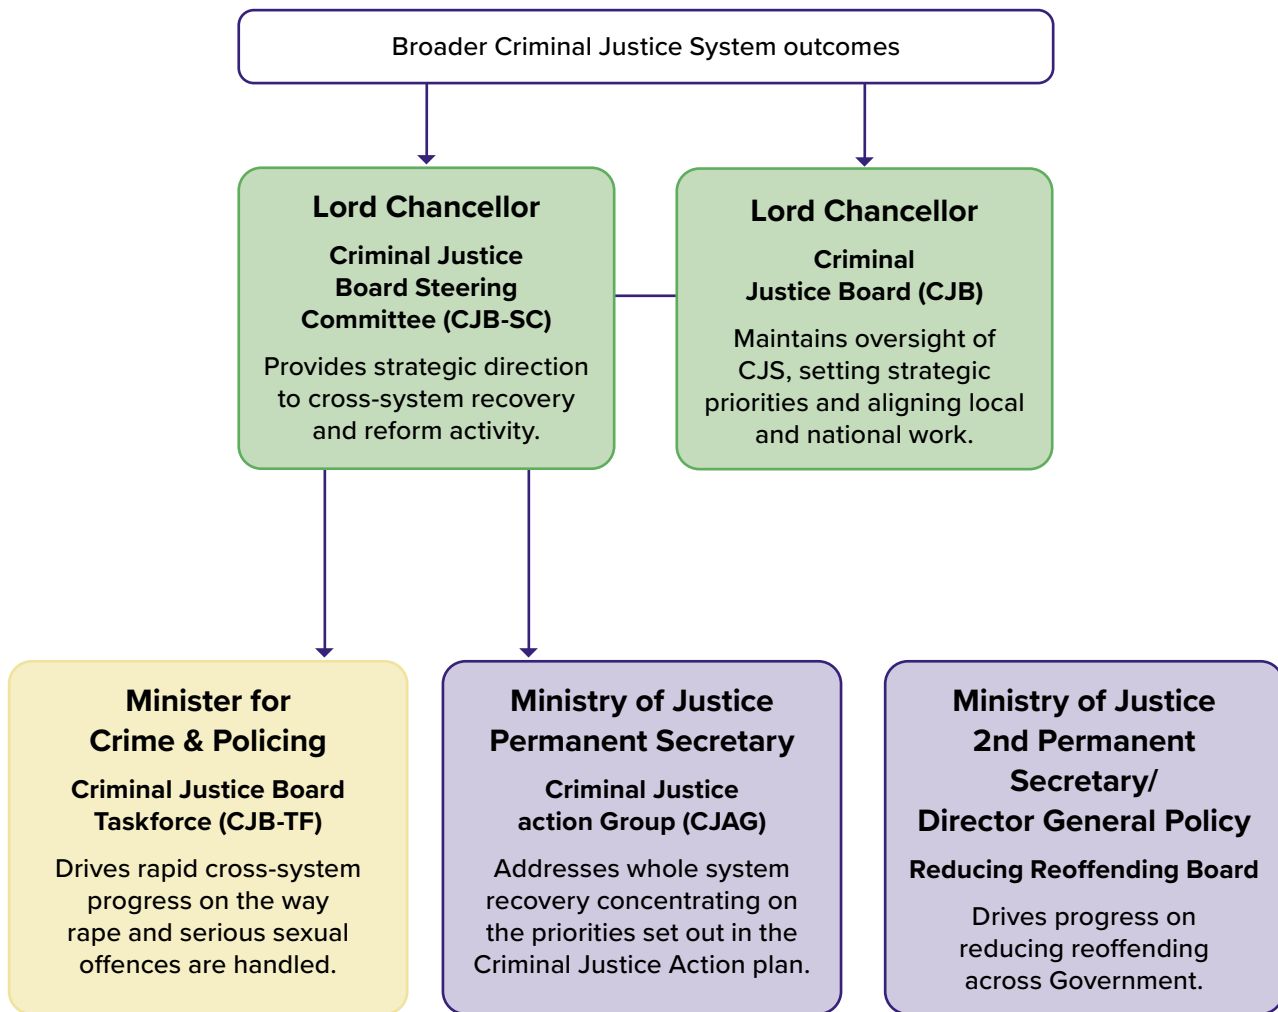 Broader Criminal Justice System outcomes
Lord Chancellor
Criminal Justice
Board Steering
Committee (CJB-SC)
Provides strategic direction
to cross-system recovery
and reform activity.
Lord Chancellor
Criminal
Justice Board (CJB)
Maintains oversight of
CJS, setting strategic
priorities and aligning local
and national work.
Minister for
Crime & Policing
Criminal Justice Board
Taskforce (CJB-TF)
Drives rapid cross-system
progress on the way
rape and serious sexual
offences are handled.
Ministry of Justice
Permanent Secretary
Criminal Justice
action Group (CJAG)
Addresses whole system
recovery concentrating on
the priorities set out in the
Criminal Justice Action plan.
Ministry of Justice
2nd Permanent
Secretary/
Director General Policy
Reducing Reoffending Board
Drives progress on
reducing reoffending
across Government.